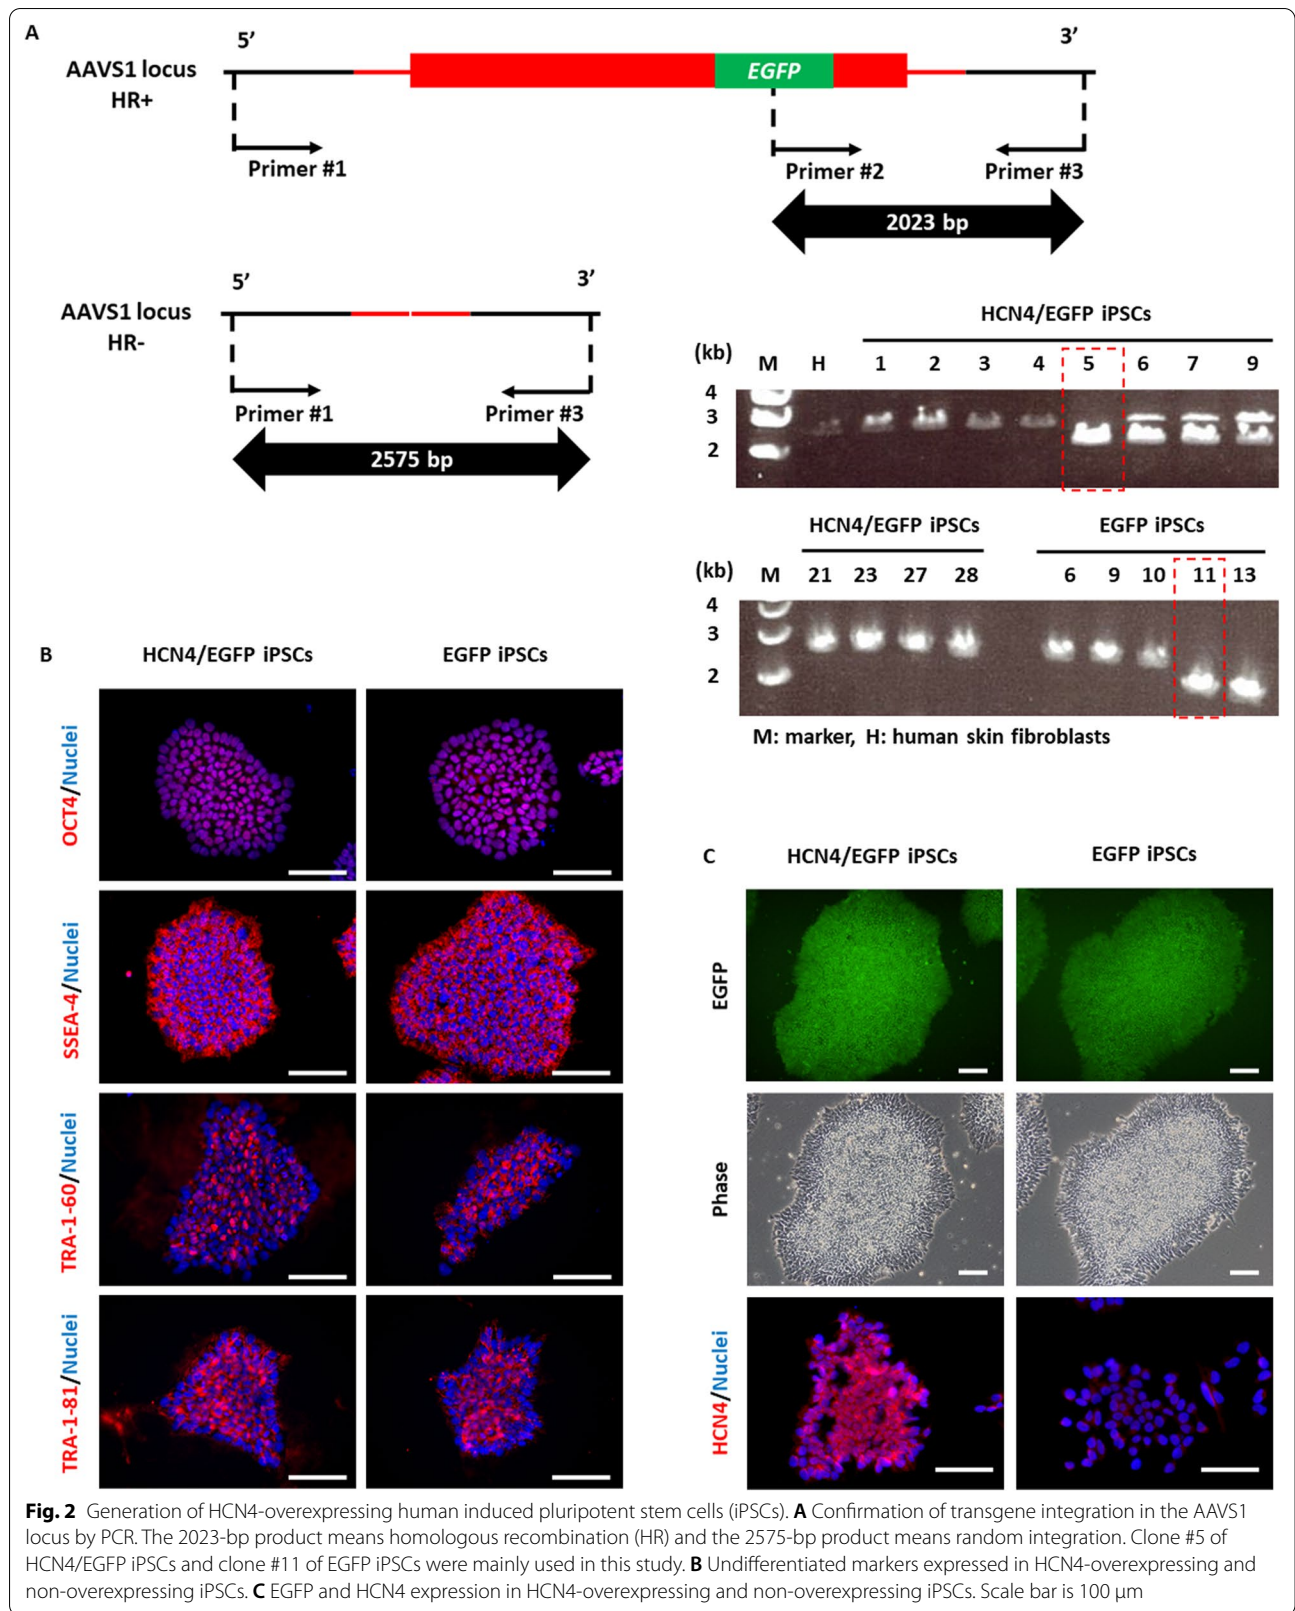 A
5’
3’
AAVS1 locus
HR+
EGFP
Primer #1
Primer #2
Primer #3
2023 bp
5’
3’
AAVS1 locus
HR-
Primer #1
Primer #3
2575 bp
HCN4/EGFP iPSCs
(kb) M H 1 2 3 4 5 6 7 9
4
3
2
HCN4/EGFP iPSCs EGFP iPSCs
(kb) M 21 23 27 28 6 9 10 11 13
4
3
2
M: marker, H: human skin fibroblasts
B
HCN4/EGFP iPSCs EGFP iPSCs
OCT4/Nuclei
SSEA-4/Nuclei
TRA-1-60/Nuclei
TRA-1-81/Nuclei
C
HCN4/EGFP iPSCs EGFP iPSCs
EGFP
Phase
HCN4/Nuclei
Fig. 2 Generation of HCN4-overexpressing human induced pluripotent stem cells (iPSCs). A Confirmation of transgene integration in the AAVS1
locus by PCR. The 2023-bp product means homologous recombination (HR) and the 2575-bp product means random integration. Clone #5 of
HCN4/EGFP iPSCs and clone #11 of EGFP iPSCs were mainly used in this study. B Undifferentiated markers expressed in HCN4-overexpressing and
non-overexpressing iPSCs. C EGFP and HCN4 expression in HCN4-overexpressing and non-overexpressing iPSCs. Scale bar is 100 μm